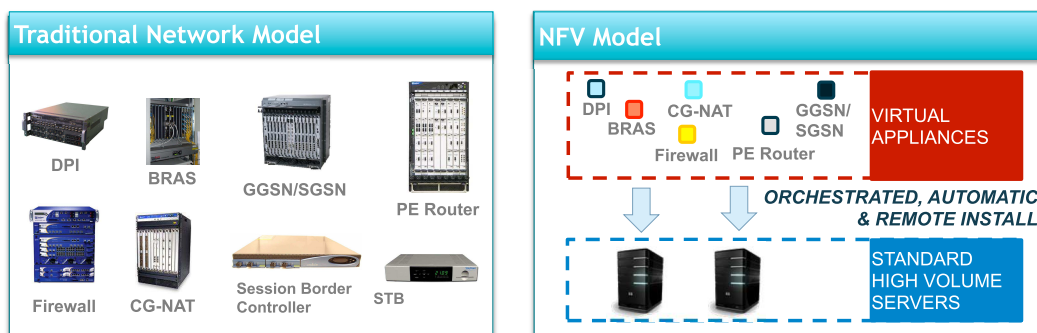 Traditional Network Model
DPI
BRAS
GGSN/SGSN
PE Router
Firewall
CG-NAT
Session Border
Controller
STB
NFV Model
DPI
BRAS
CG-NAT
Firewall
PE Router
GGSN/
SGSN
VIRTUAL
APPLIANCES
ORCHESTRATED, AUTOMATIC
& REMOTE INSTALL
STANDARD
HIGH VOLUME
SERVERS